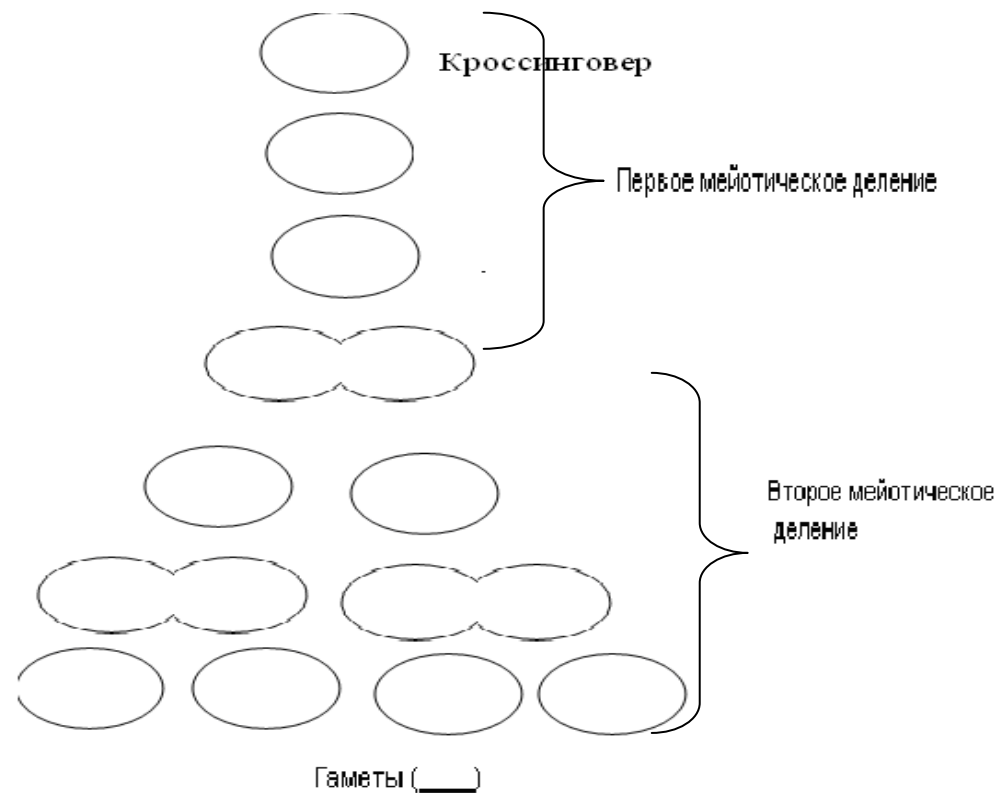 Кроссинговер
Первое мейотическое деление
Второе мейотическое
деление
Гаметы (____)